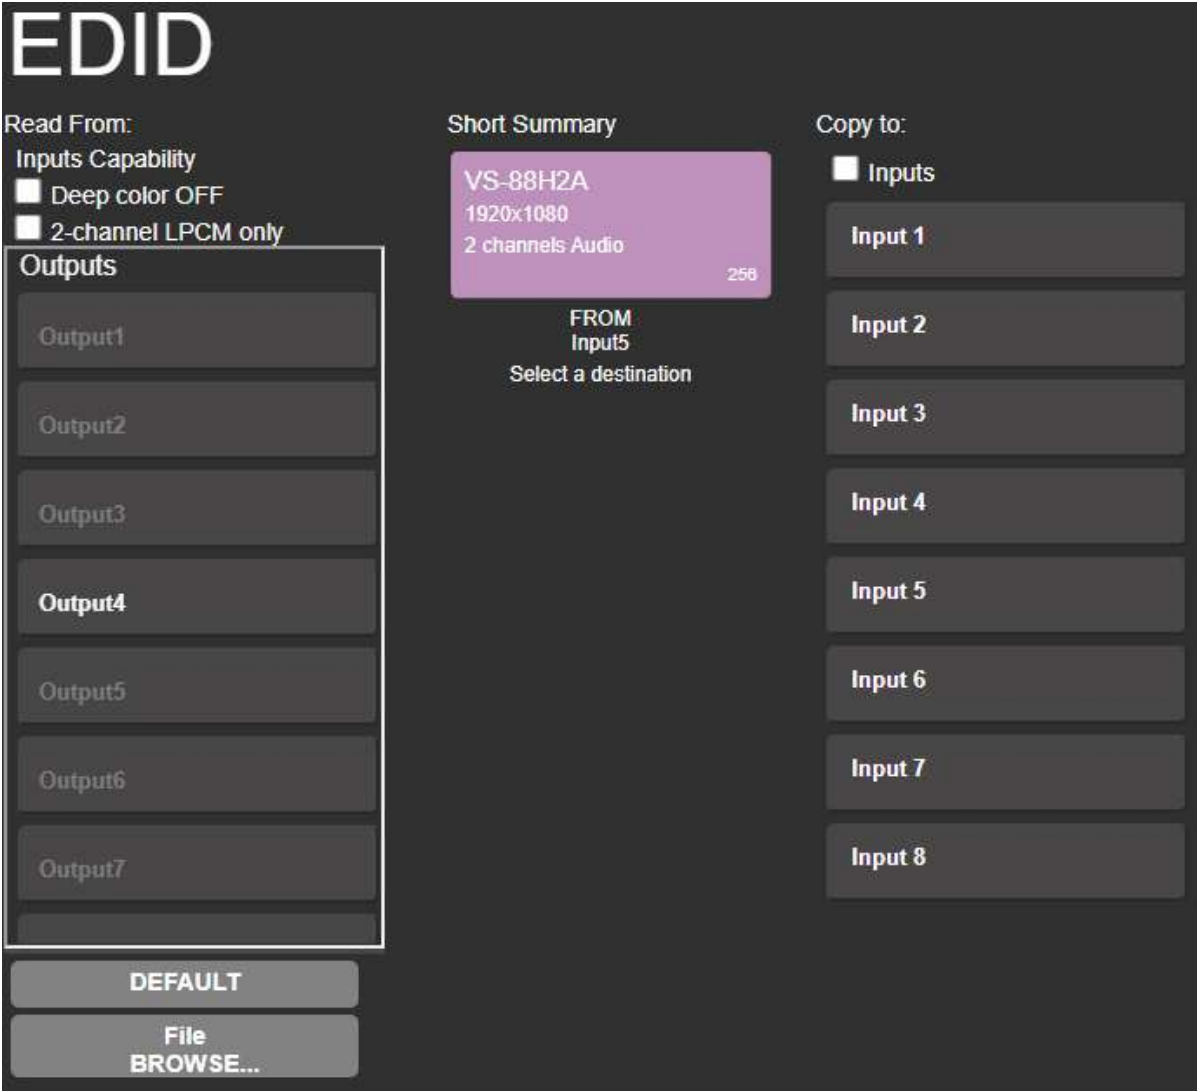 EDID
Read From:
Inputs Capability
Deep color OFF
2-channel LPCM only
Outputs
Output1
Output2
Output3
Output4
Output5
Output6
Output7
DEFAULT
File
BROWSE...
Short Summary
VS-88H2A
1920x1080
2 channels Audio
256
FROM
Input5
Select a destination
Copy to:
Inputs
Input 1
Input 2
Input 3
Input 4
Input 5
Input 6
Input 7
Input 8